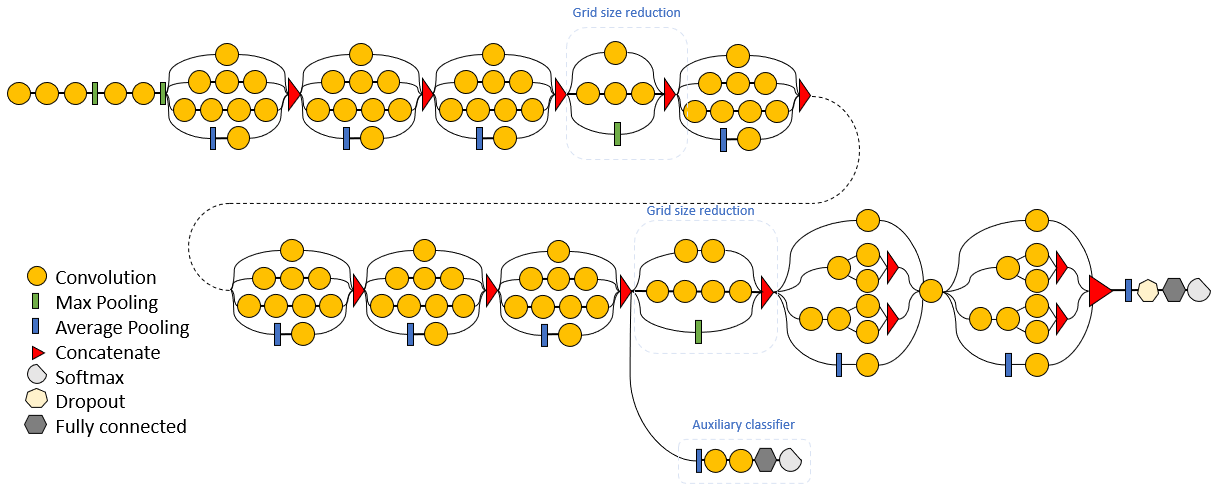 Grid size reduction
Grid size reduction
Convolution
Max Pooling
Average Pooling
Concatenate
Softmax
Dropout
Fully connected
Auxiliary classifier